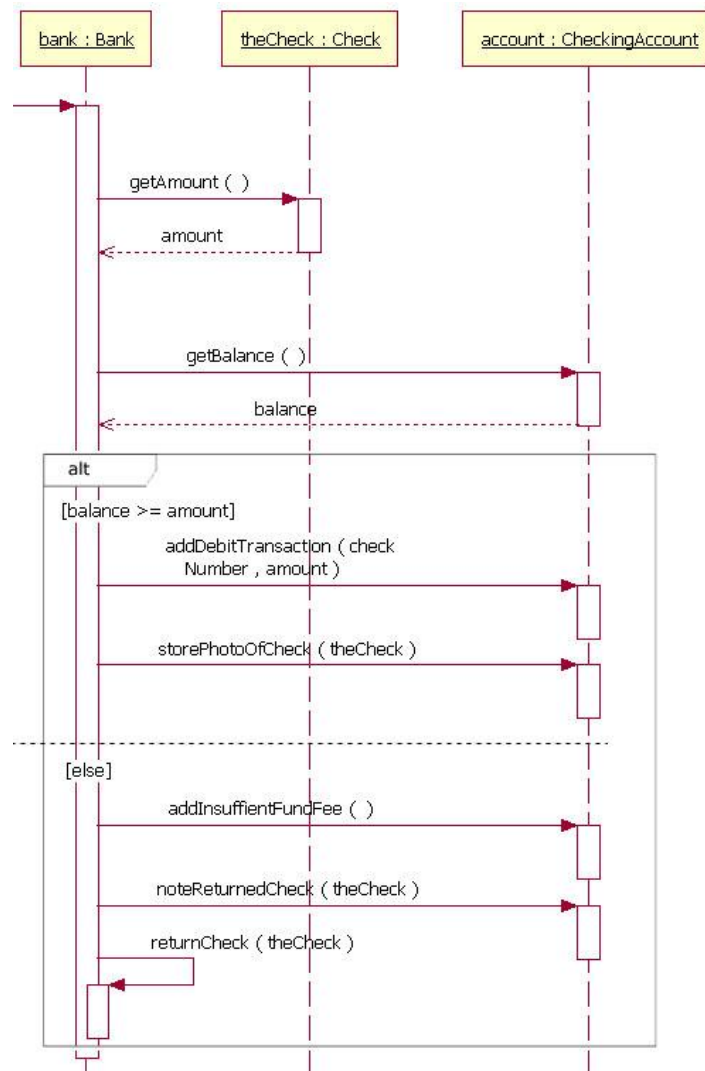 bank : Bank
theCheck : Check
account : CheckingAccount
getAmount ( )
amount
getBalance ( )
balance
alt
[balance >= amount]
addDebitTransaction ( check
Number , amount )
storePhotoOfCheck ( theCheck )
[else]
addInsuffientFundFee ( )
noteReturnedCheck ( theCheck )
returnCheck ( theCheck )